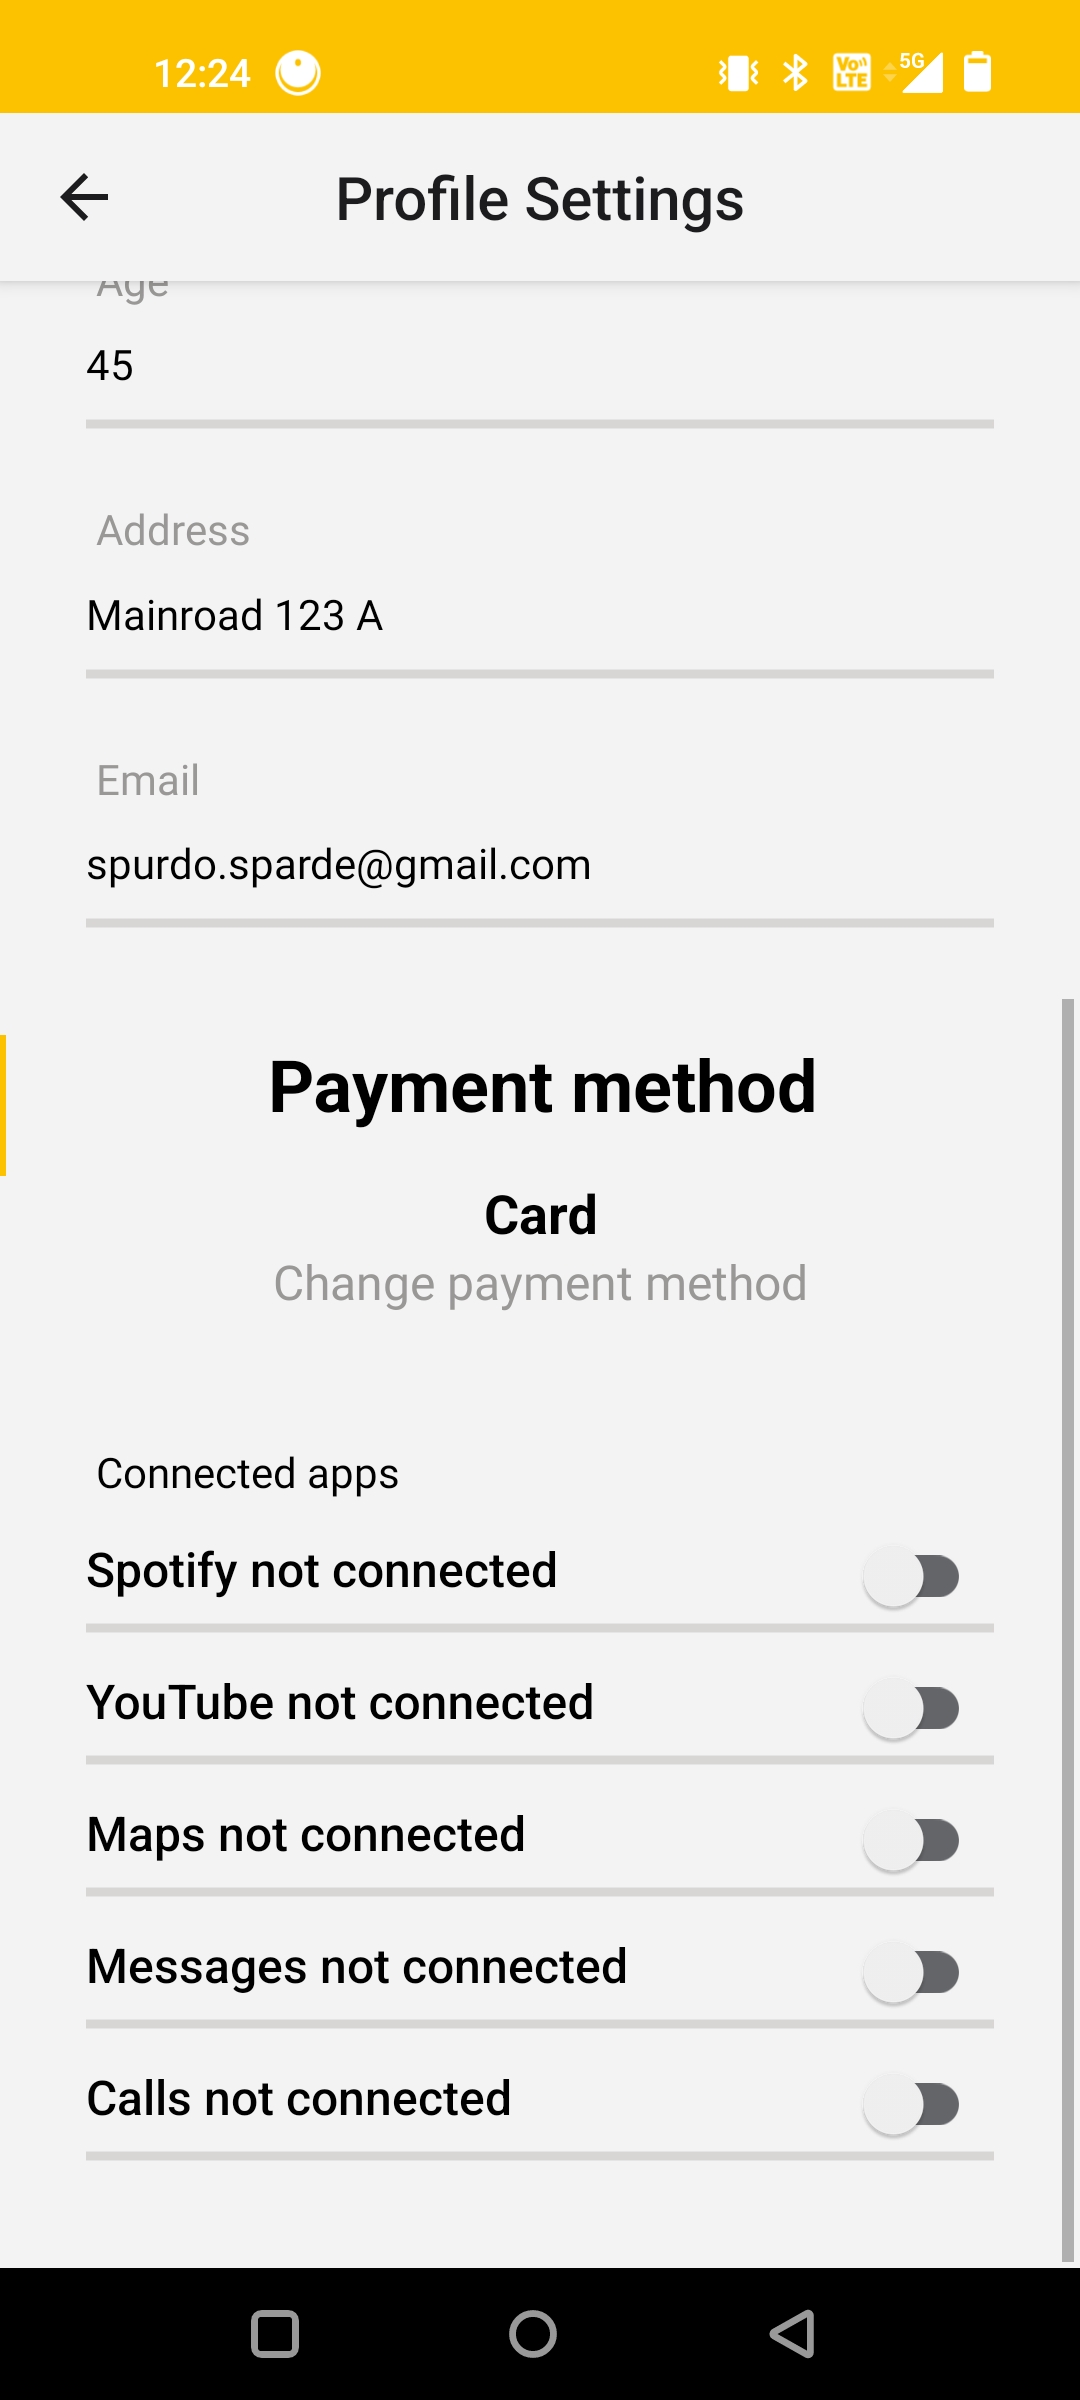 12:24
Vo LTE
5G
Profile Settings
Age
45
Address
Mainroad 123 A
Email
spurdo.sparde@gmail.com
Payment method
Card
Change payment method
Connected apps
Spotify not connected
YouTube not connected
Maps not connected
Messages not connected
Calls not connected